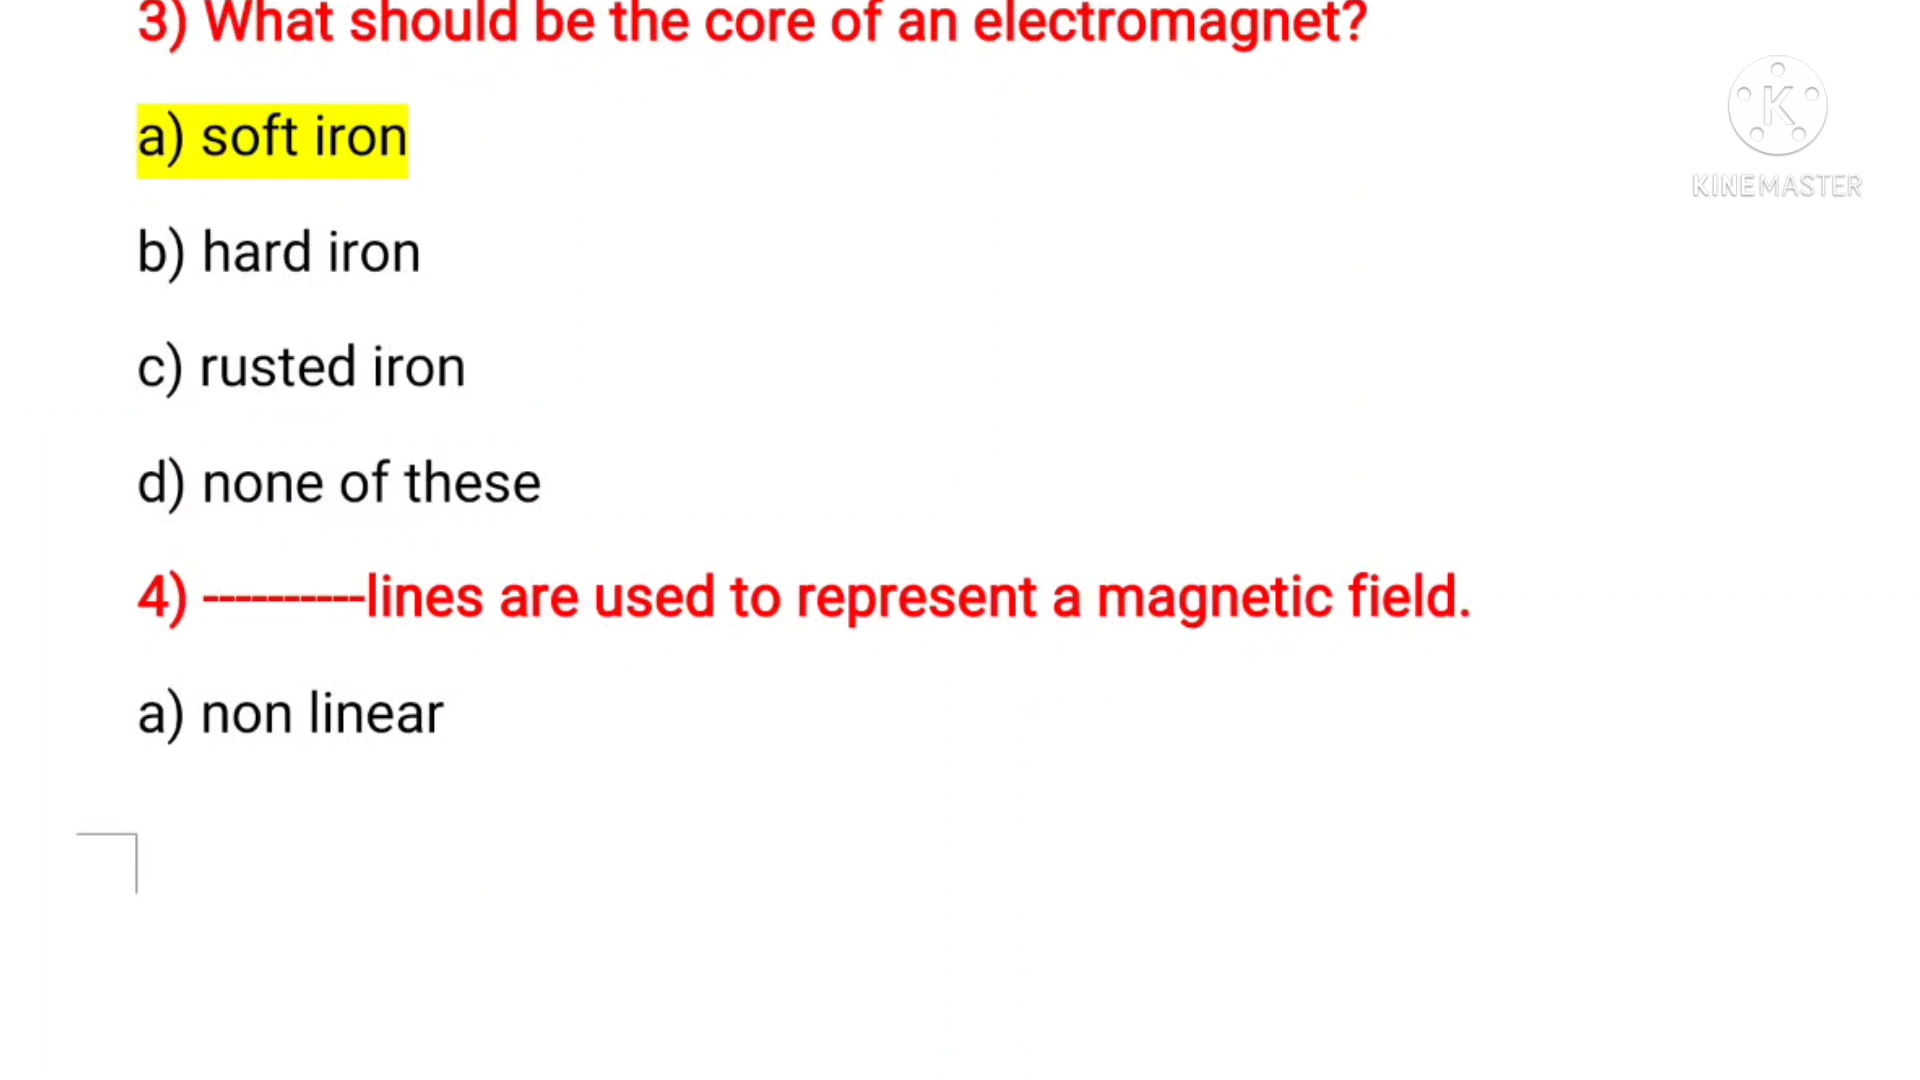 3) What should be the core of an electromagnet?
a) soft iron
K
KINEMASTER
b) hard iron
c) rusted iron
d) none of these
4) ----------lines are used to represent a magnetic field.
a) non linear